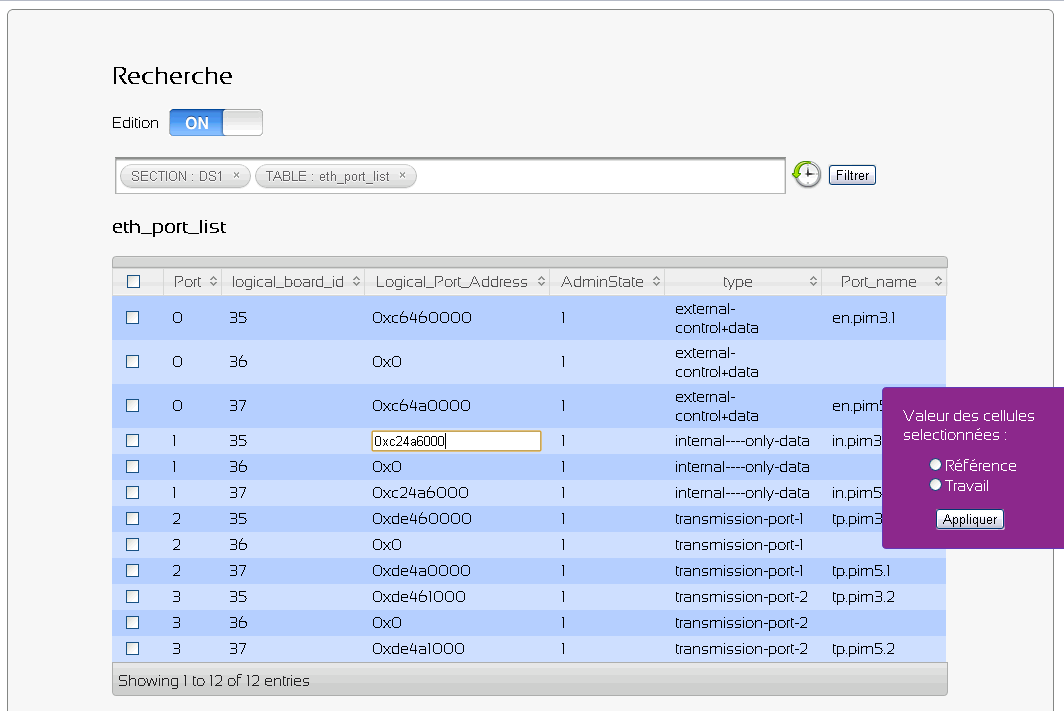 Recherche
Edition ON
SECTION : DS1 × TABLE : eth_port_list × Filtrer
eth_port_list
Port logical_board_id Logical_Port_Address AdminState type Port_name
0 35 0xc6460000 1 external-control+data en.pim3.1
0 36 0x0 1 external-control+data
0 37 0xc64a0000 1 external-control+data en.pim5
1 35 0xc24a6000 1 internal----only-data in.pim3
1 36 0x0 1 internal----only-data
1 37 0xc24a6000 1 internal----only-data in.pim5
2 35 0xde460000 1 transmission-port-1 tp.pim3
2 36 0x0 1 transmission-port-1
2 37 0xde4a0000 1 transmission-port-1 tp.pim5.1
3 35 0xde461000 1 transmission-port-2 tp.pim3.2
3 36 0x0 1 transmission-port-2
3 37 0xde4a1000 1 transmission-port-2 tp.pim5.2
Showing 1 to 12 of 12 entries
Valeur des cellules
selectionnées :
Référence
Travail
Appliquer